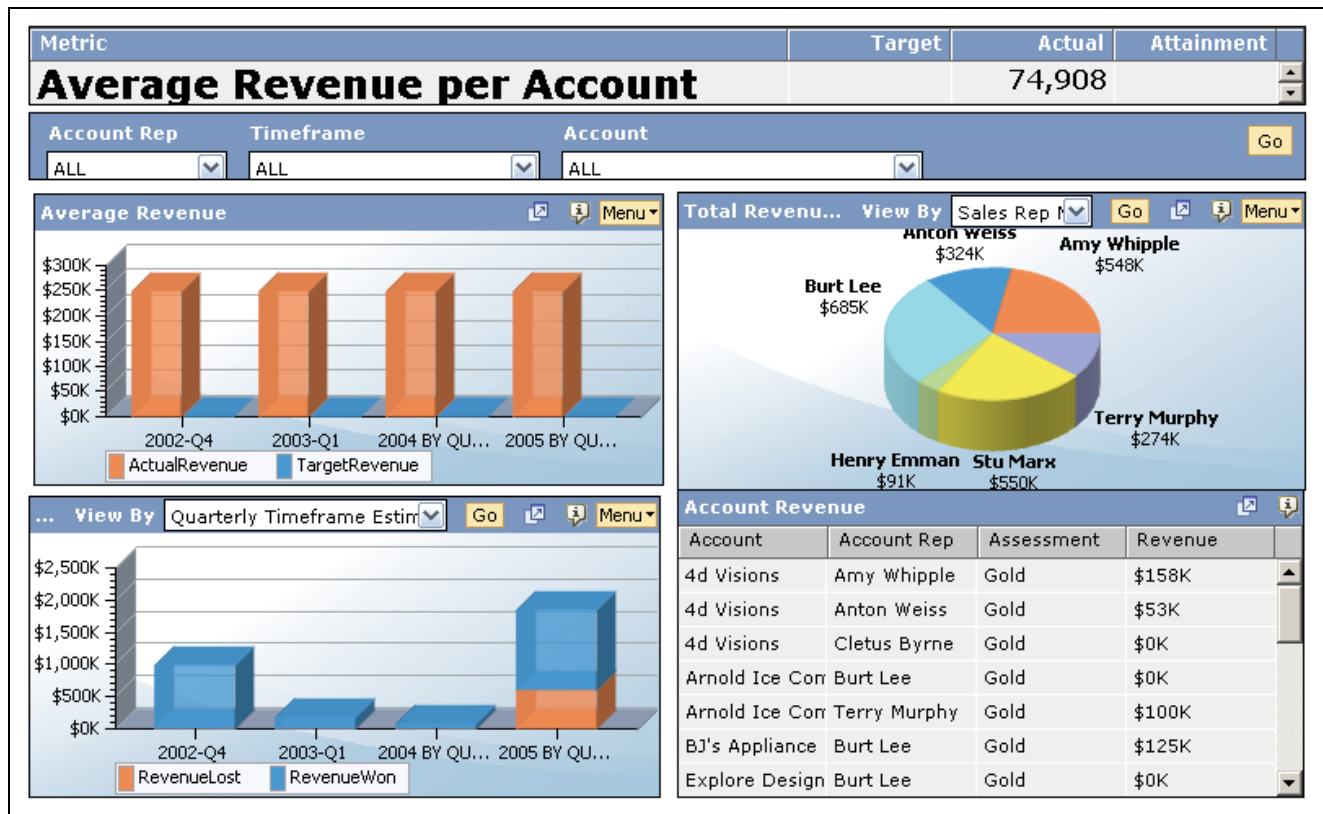 Metric Target Actual Attainment
Average Revenue per Account 74,908
Account Rep Timeframe Account
Go
ALL ALL ALL
Average Revenue Menu
$300K
$250K
$200K
$150K
$100K
$50K
$0K
2002-Q4 2003-Q1 2004 BY QU... 2005 BY QU...
ActualRevenue TargetRevenue
Total Revenu... View By Sales Rep Go Menu
Anton Weiss
$324K
Amy Whipple
$548K
Burt Lee
$685K
Terry Murphy
$274K
Henry Emman
$91K
Stu Marx
$550K
... View By Quarterly Timeframe Estim Go Menu
$2,500K
$2,000K
$1,500K
$1,000K
$500K
$0K
2002-Q4 2003-Q1 2004 BY QU... 2005 BY QU...
RevenueLost RevenueWon
Account Revenue
Account Account Rep Assessment Revenue
4d Visions Amy Whipple Gold $158K
4d Visions Anton Weiss Gold $53K
4d Visions Cletus Byrne Gold $0K
Arnold Ice Com Burt Lee Gold $0K
Arnold Ice Com Terry Murphy Gold $100K
BJ's Appliance Burt Lee Gold $125K
Explore Design Burt Lee Gold $0K